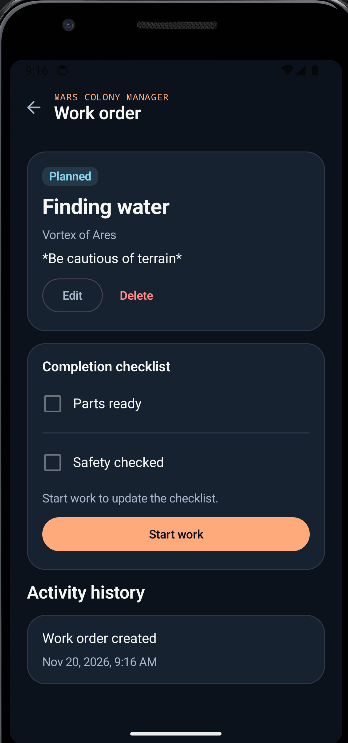 9:16
MARS COLONY MANAGER
Work order
Planned
Finding water
Vortex of Ares
*Be cautious of terrain*
Edit Delete
Completion checklist
Parts ready
Safety checked
Start work to update the checklist.
Start work
Activity history
Work order created
Nov 20, 2026, 9:16 AM